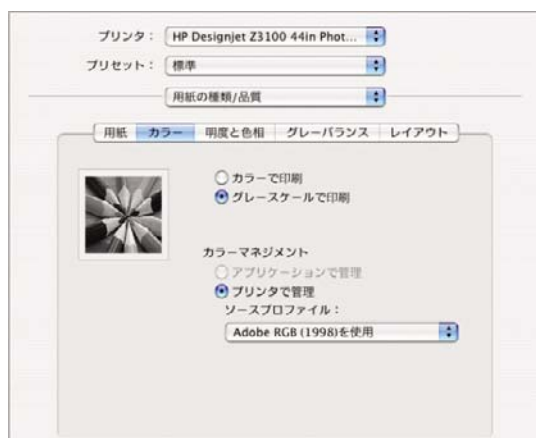 プリンタ： HP Designjet Z3100 44in Phot...
プリセット： 標準
用紙の種類/品質
用紙 カラー 明度と色相 グレーバランス レイアウト
カラーで印刷
グレースケールで印刷
カラーマネジメント
アプリケーションで管理
プリンタで管理
ソースプロファイル：
Adobe RGB (1998)を使用